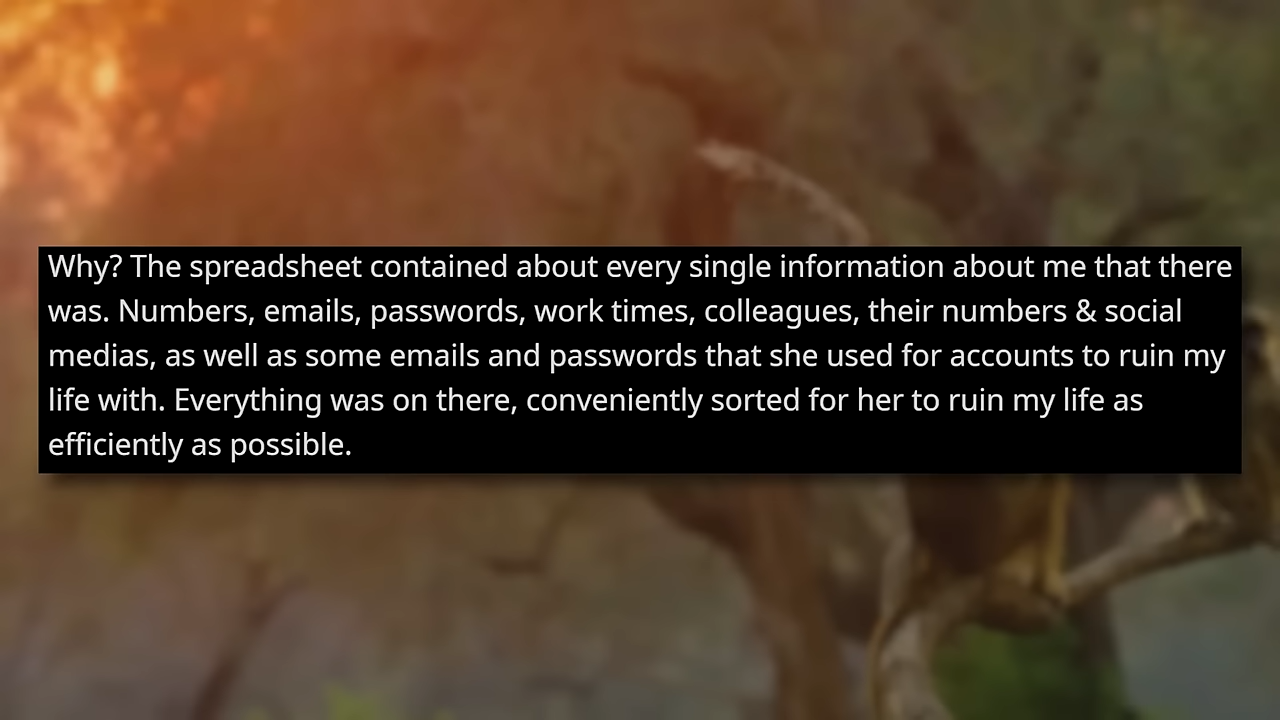 Why? The spreadsheet contained about every single information about me that there
was. Numbers, emails, passwords, work times, colleagues, their numbers & social
medias, as well as some emails and passwords that she used for accounts to ruin my
life with. Everything was on there, conveniently sorted for her to ruin my life as
efficiently as possible.